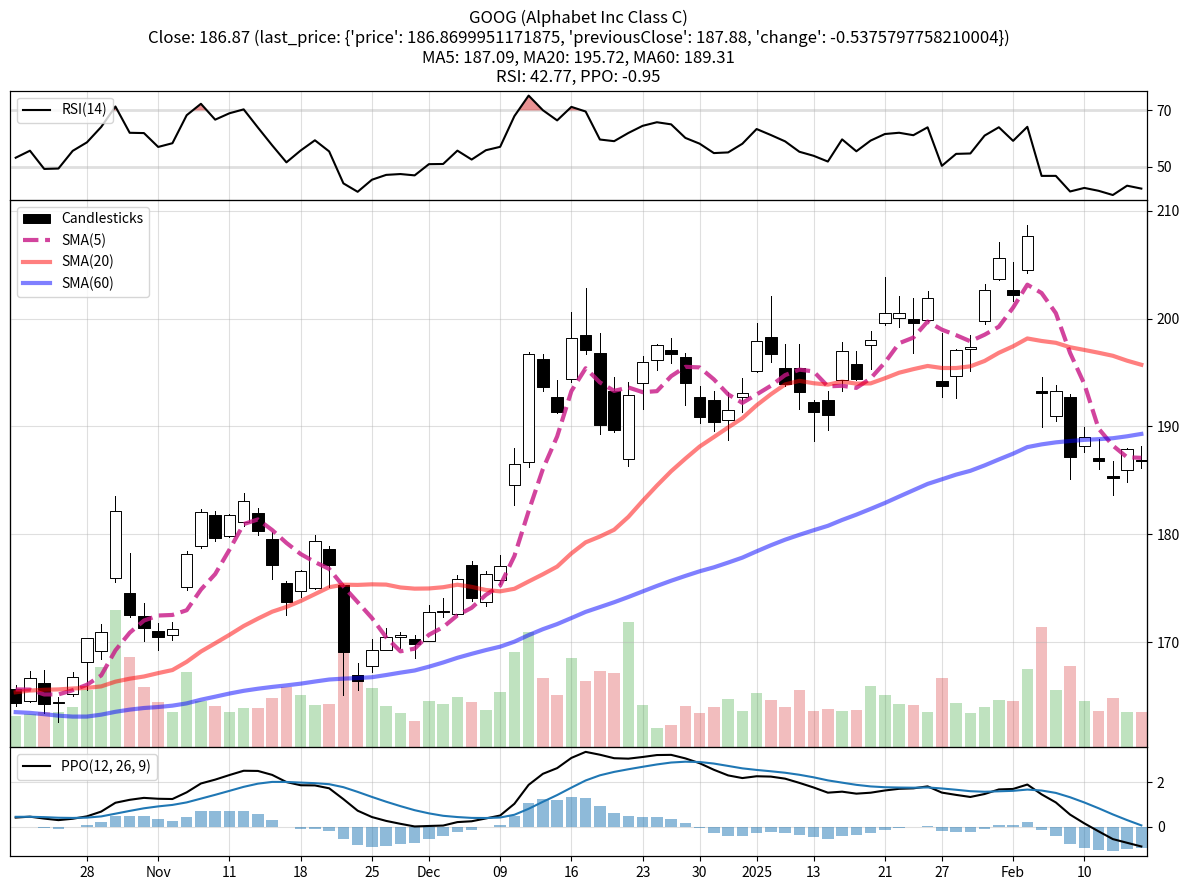 GOOG (Alphabet Inc Class C)
Close: 186.87 (last_price: {'price': 186.8699951171875, 'previousClose': 187.88, 'change': -0.5375797758210004})
MA5: 187.09, MA20: 195.72, MA60: 189.31
RSI: 42.77, PPO: -0.95
RSI(14)
70
50
Candlesticks
SMA(5)
SMA(20)
SMA(60)
210
200
190
180
170
PPO(12, 26, 9)
2
0
28 Nov 11 18 25 Dec 09 16 23 30 2025 13 21 27 Feb 10